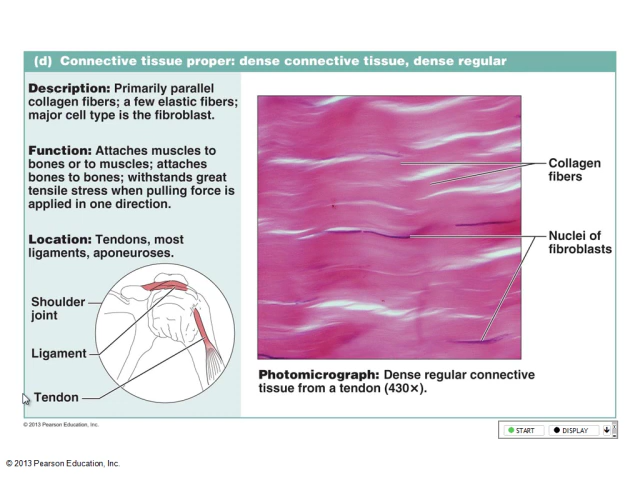 (d) Connective tissue proper: dense connective tissue, dense regular
Description: Primarily parallel
collagen fibers; a few elastic fibers;
major cell type is the fibroblast.
Function: Attaches muscles to
bones or to muscles; attaches
bones to bones; withstands great
tensile stress when pulling force is
applied in one direction.
Location: Tendons, most
ligaments, aponeuroses.
Shoulder
joint
Ligament
Tendon
Collagen
fibers
Nuclei of
fibroblasts
Photomicrograph: Dense regular connective
tissue from a tendon (430×).
© 2013 Pearson Education, Inc.
START
DISPLAY
© 2013 Pearson Education, Inc.